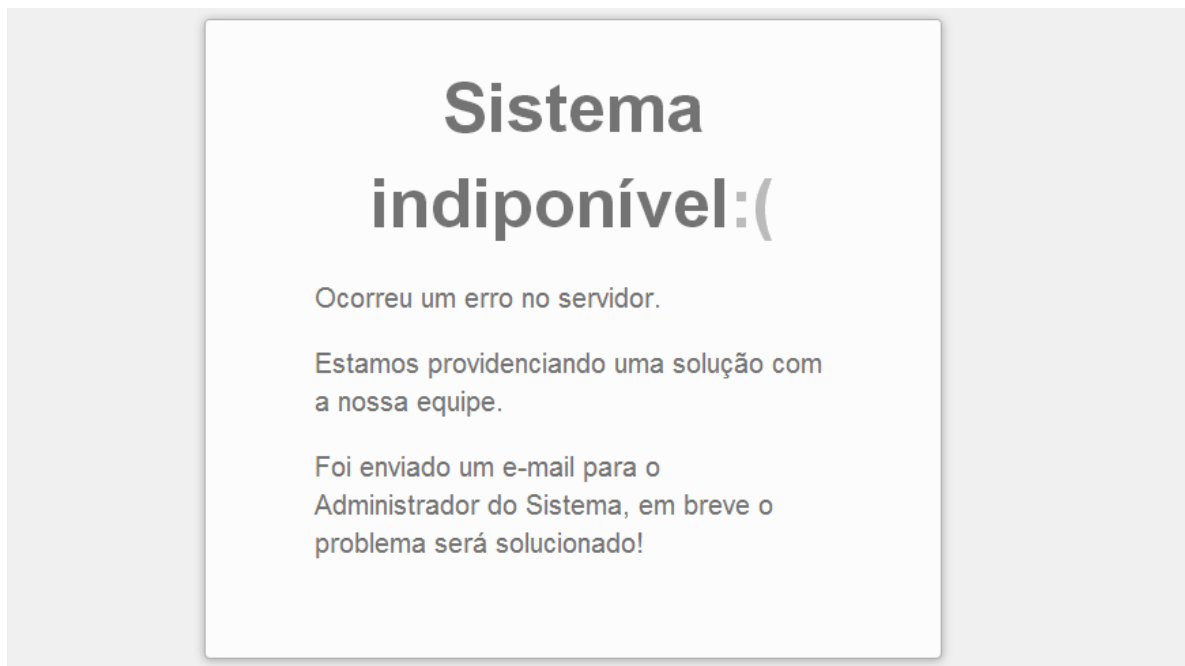 Sistema
indiponível:(
Ocorreu um erro no servidor.
Estamos providenciando uma solução com
a nossa equipe.
Foi enviado um e-mail para o
Administrador do Sistema, em breve o
problema será solucionado!